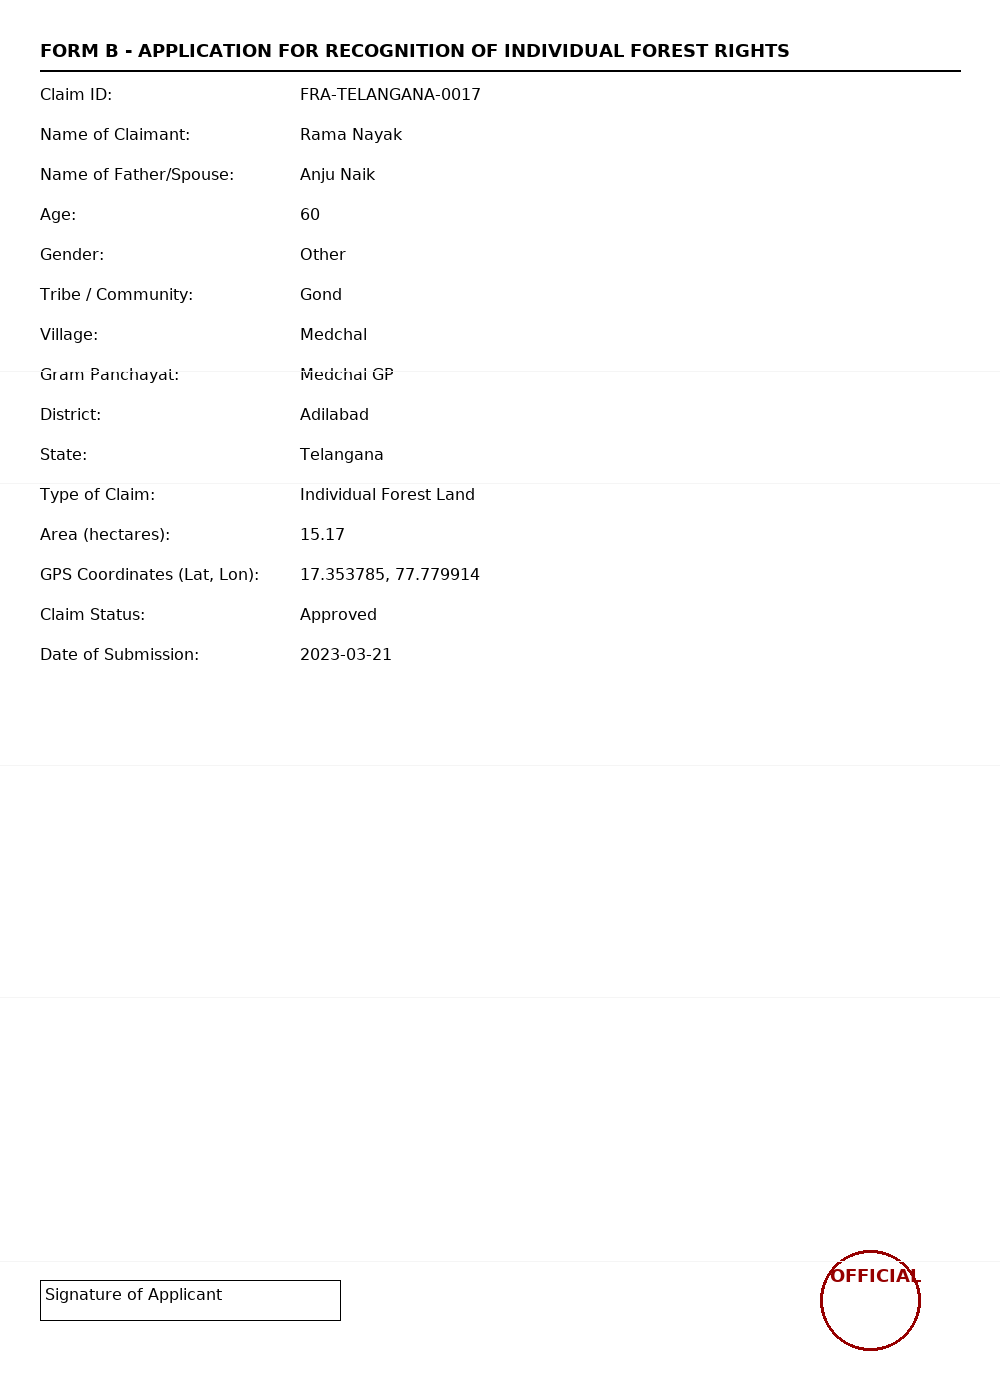 FORM B - APPLICATION FOR RECOGNITION OF INDIVIDUAL FOREST RIGHTS
Claim ID: FRA-TELANGANA-0017
Name of Claimant: Rama Nayak
Name of Father/Spouse: Anju Naik
Age: 60
Gender: Other
Tribe / Community: Gond
Village: Medchal
Gram Panchayat: Medchal GP
District: Adilabad
State: Telangana
Type of Claim: Individual Forest Land
Area (hectares): 15.17
GPS Coordinates (Lat, Lon): 17.353785, 77.779914
Claim Status: Approved
Date of Submission: 2023-03-21
Signature of Applicant
OFFICIAL